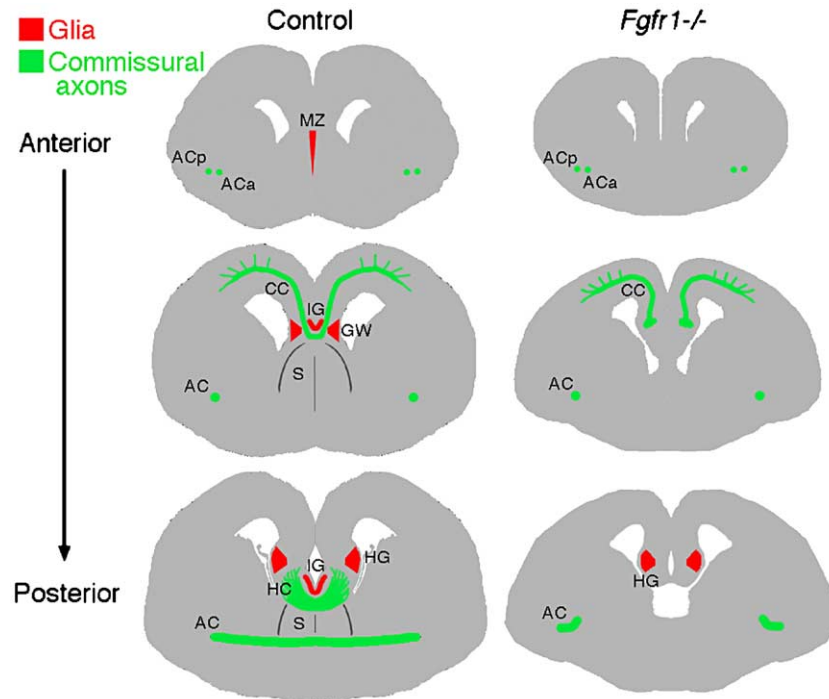 Glia
Commissural
axons
Control
Fgfr1-/-
Anterior
MZ
ACp
ACa
ACp
ACa
CC
IG
GW
S
AC
CC
AC
Posterior
IG
HG
HC
S
AC
HG
AC